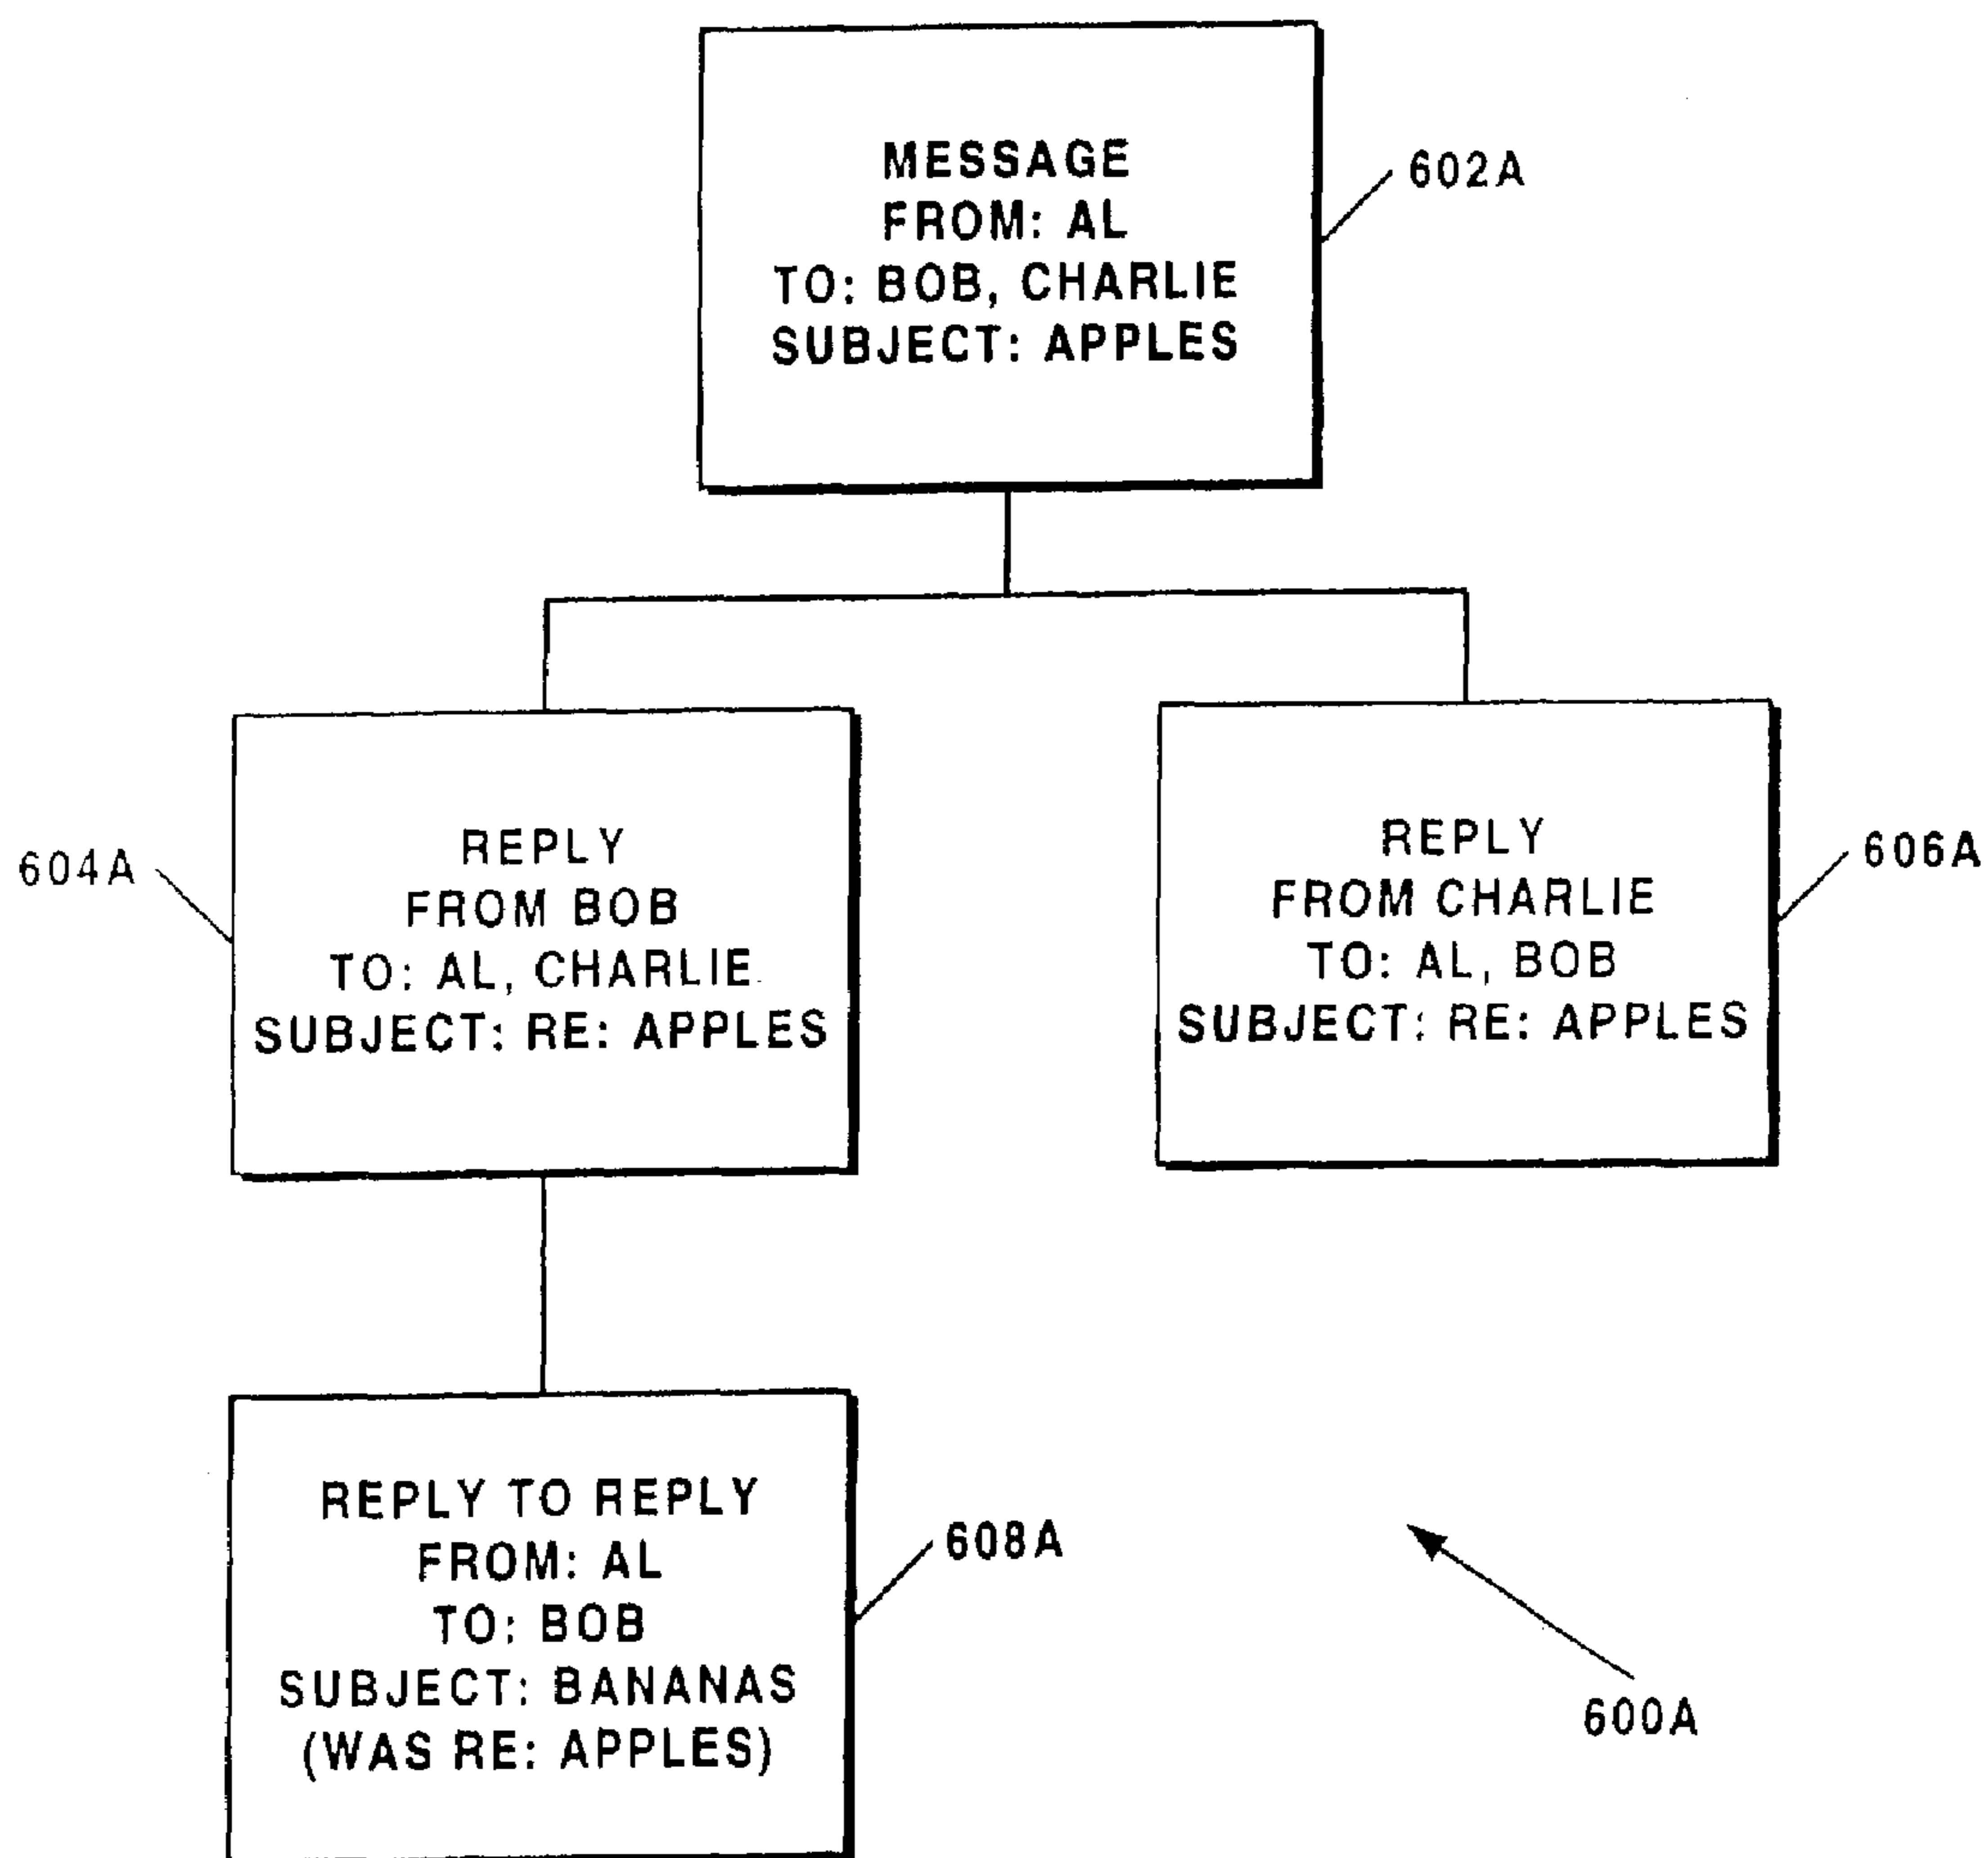 MESSAGE
FROM: AL
TO: BOB, CHARLIE
SUBJECT: APPLES
602A
604A
REPLY
FROM BOB
TO: AL, CHARLIE
SUBJECT: RE: APPLES
REPLY
FROM CHARLIE
TO: AL, BOB
SUBJECT: RE: APPLES
606A
REPLY TO REPLY
FROM: AL
TO: BOB
SUBJECT: BANANAS
(WAS RE: APPLES)
608A
600A